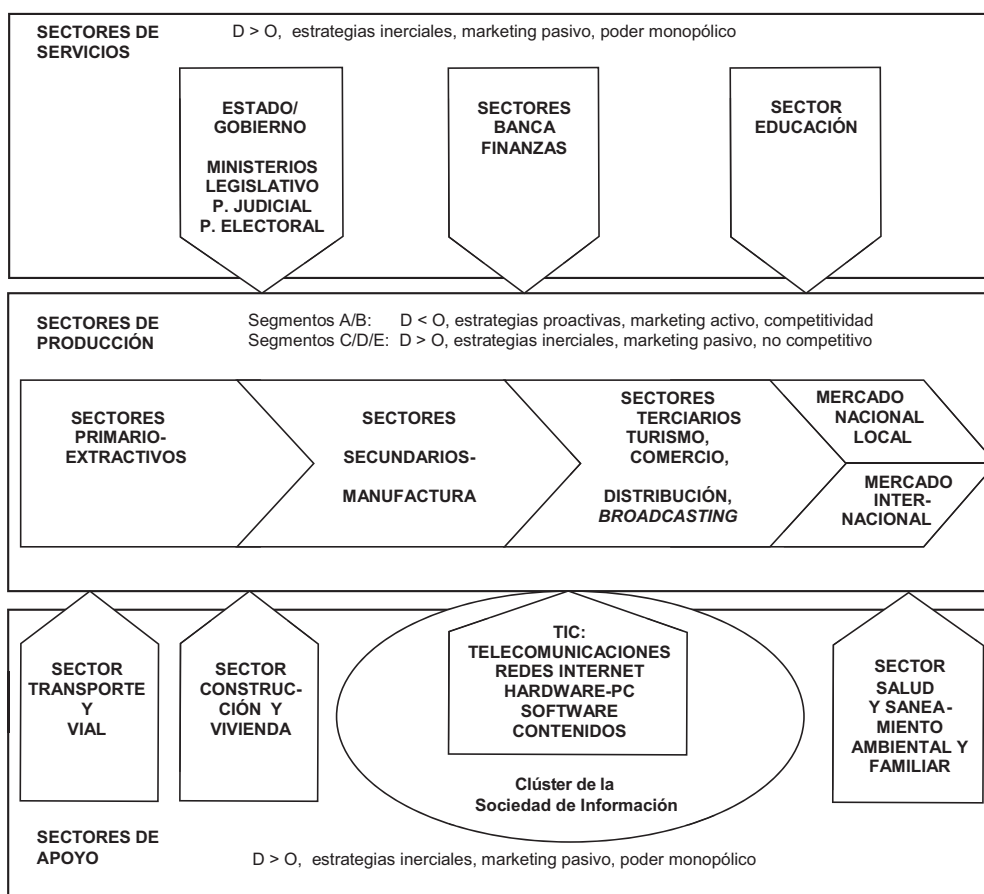 SECTORES DE
SERVICIOS
D > O, estrategias inerciales, marketing pasivo, poder monopólico
ESTADO/
GOBIERNO
MINISTERIOS
LEGISLATIVO
P. JUDICIAL
P. ELECTORAL
SECTORES
BANCA
FINANZAS
SECTOR
EDUCACIÓN
SECTORES DE
PRODUCCIÓN
Segmentos A/B: D < O, estrategias proactivas, marketing activo, competitividad
Segmentos C/D/E: D > O, estrategias inerciales, marketing pasivo, no competitivo
SECTORES
PRIMARIO-
EXTRACTIVOS
SECTORES
SECUNDARIOS-
MANUFACTURA
SECTORES
TERCIARIOS
TURISMO,
COMERCIO,
DISTRIBUCIÓN,
BROADCASTING
MERCADO
NACIONAL
LOCAL
MERCADO
INTER-
NACIONAL
SECTOR
TRANSPORTE
Y
VIAL
SECTOR
CONSTRUC-
CIÓN Y
VIVIENDA
TIC:
TELECOMUNICACIONES
REDES INTERNET
HARDWARE-PC
SOFTWARE
CONTENIDOS
Clúster de la
Sociedad de Información
SECTOR
SALUD
Y SANEA-
MIENTO
AMBIENTAL Y
FAMILIAR
SECTORES DE
APOYO
D > O, estrategias inerciales, marketing pasivo, poder monopólico